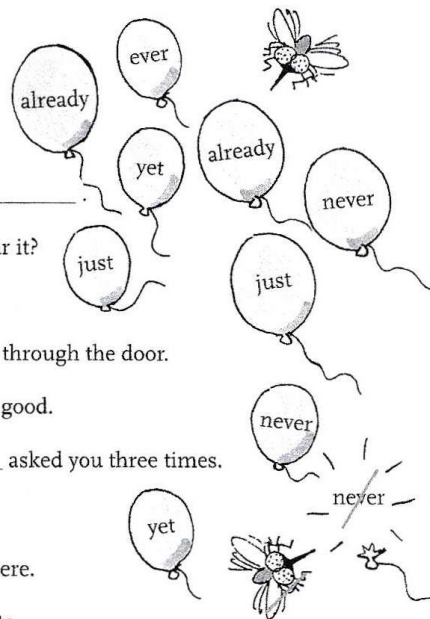 ever
already
yet
already
never
.
r it?
just
just
through the door.
good.
never
asked you three times.
never
yet
ere.